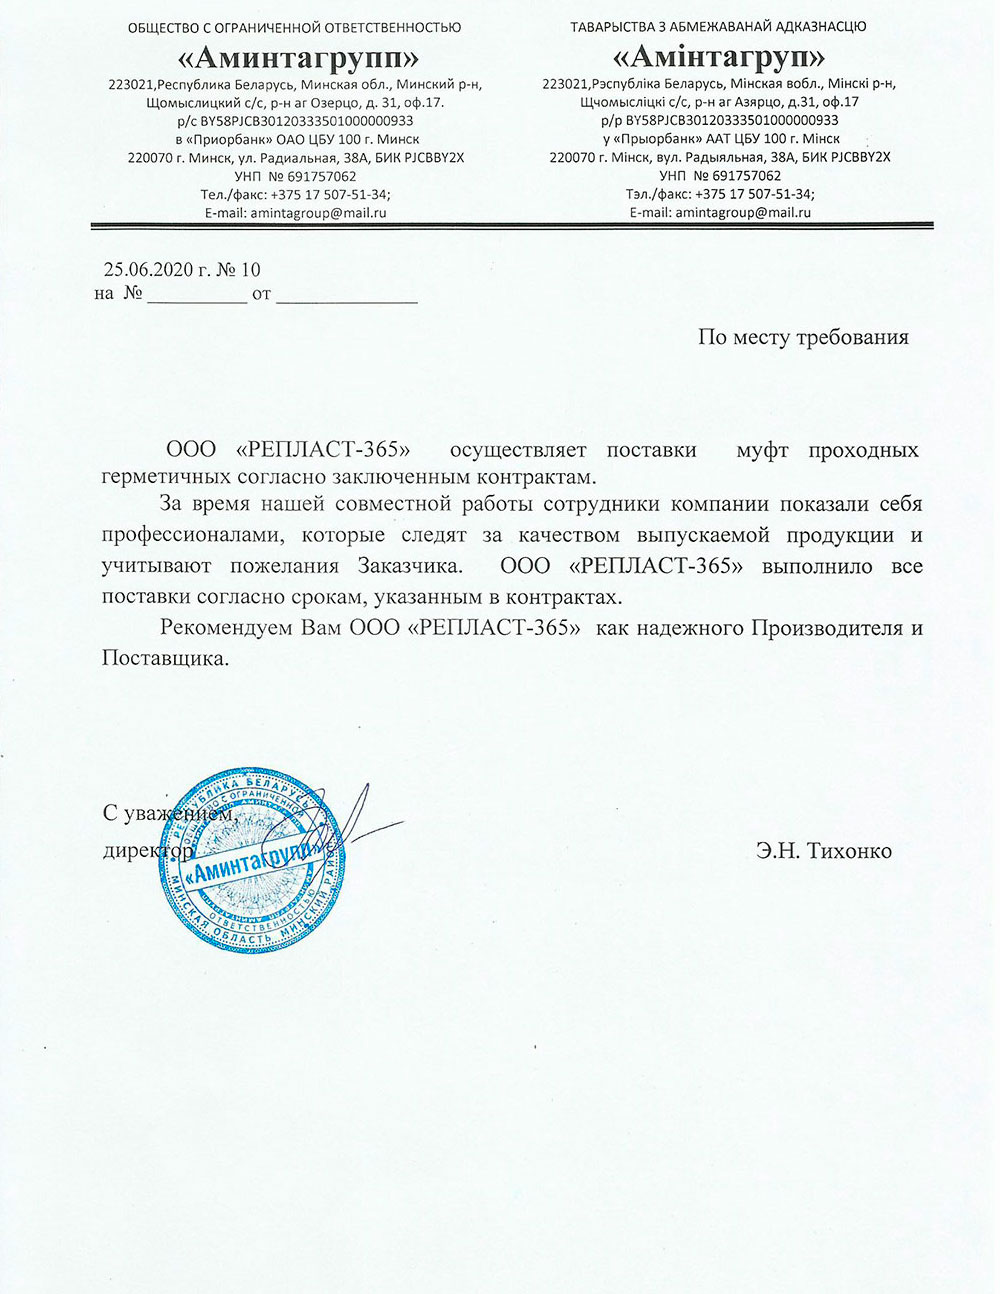 ОБЩЕСТВО С ОГРАНИЧЕННОЙ ОТВЕТСТВЕННОСТЬЮ
«Аминтагрупп»
223021,Республика Беларусь, Минская обл., Минский р-н,
Щомыслицкий с/с, р-н аг Озерцо, д. 31, оф.17.
р/с BY58PJCB30120333501000000933
в «Приорбанк» ОАО ЦБУ 100 г. Минск
220070 г. Минск, ул. Радиальная, 38А, БИК PJCBBY2X
УНП № 691757062
Тел./факс: +375 17 507-51-34;
E-mail: amintagroup@mail.ru
ТАВАРЫСТВА З АБМЕЖАВАНАЙ АДКАЗНАСЦЮ
«Амінтагруп»
223021,Рэспубліка Беларусь, Мінская вобл., Мінскі р-н,
Щчомысліцкі с/с, р-н аг Азярцо, д.31, оф.17
р/р BY58PJCB30120333501000000933
у «Прыорбанк» ААТ ЦБУ 100 г. Мінск
220070 г. Мінск, вул. Радыяльная, 38А, БИК PJCBBY2X
УНП № 691757062
Тэл./факс: +375 17 507-51-34;
E-mail: amintagroup@mail.ru
25.06.2020 г. № 10
на № __________ от ______________
По месту требования
ООО «РЕПЛАСТ-365» осуществляет поставки муфт проходных
герметичных согласно заключенным контрактам.
За время нашей совместной работы сотрудники компании показали себя
профессионалами, которые следят за качеством выпускаемой продукции и
учитывают пожелания Заказчика. ООО «РЕПЛАСТ-365» выполнило все
поставки согласно срокам, указанным в контрактах.
Рекомендуем Вам ООО «РЕПЛАСТ-365» как надежного Производителя и
Поставщика.
С уважением,
директор
Э.Н. Тихонко
РЕСПУБЛИКА БЕЛАРУСЬ
ОБЩЕСТВО С ОГРАНИЧЕННОЙ
«Аминтагрупп»
ОТВЕТСТВЕННОСТЬЮ
МИНСКАЯ ОБЛАСТЬ, МИНСКИЙ РАЙОН